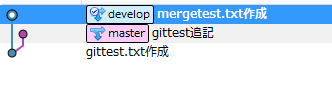 develop mergetest.txt作成
master gittest追記
gittest.txt作成